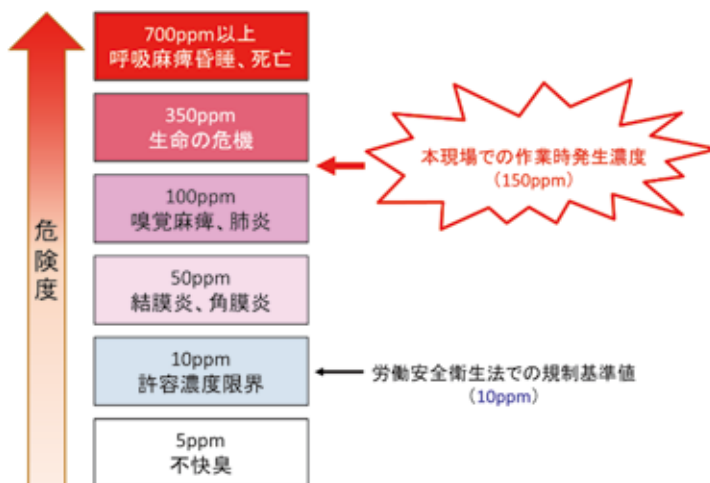 危険度
700ppm以上
呼吸麻痺昏睡、死亡
350ppm
生命の危機
100ppm
嗅覚麻痺、肺炎
50ppm
結膜炎、角膜炎
10ppm
許容濃度限界
5ppm
不快臭
本現場での作業時発生濃度
（150ppm）
労働安全衛生法での規制基準値
（10ppm）